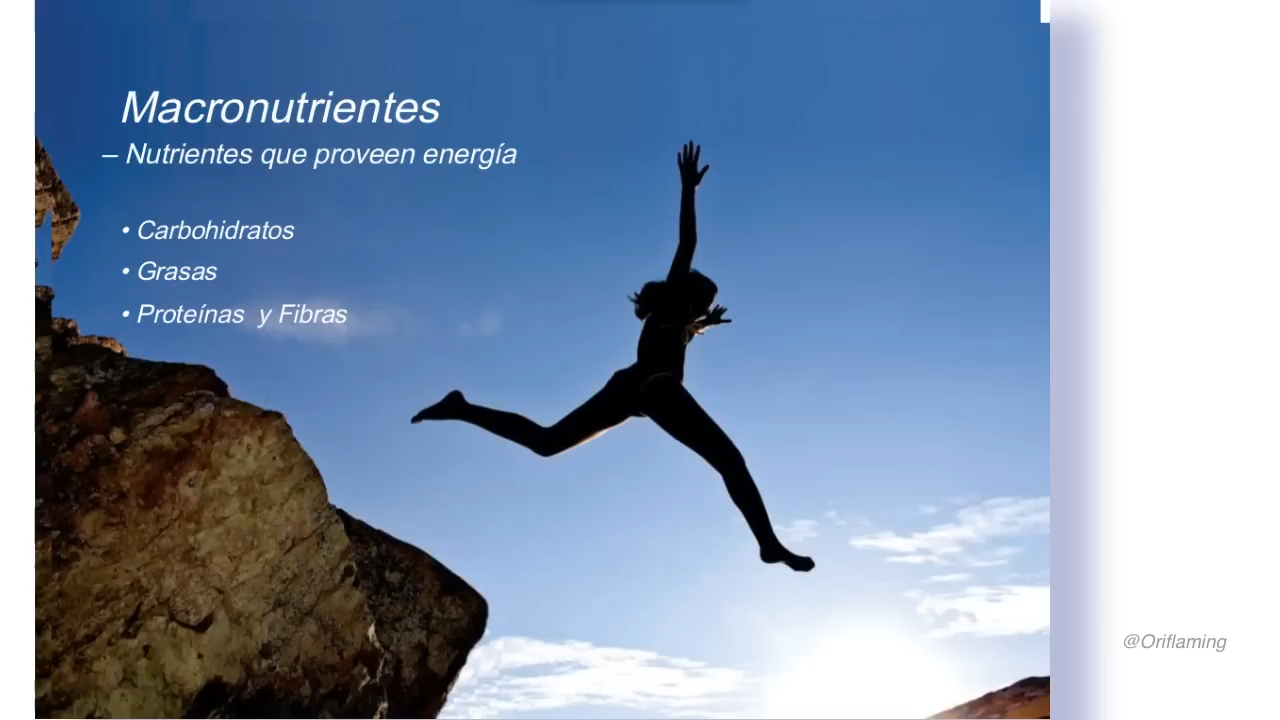 Macronutrientes
– Nutrientes que proveen energía
• Carbohidratos
• Grasas
• Proteínas y Fibras
@Oriflaming